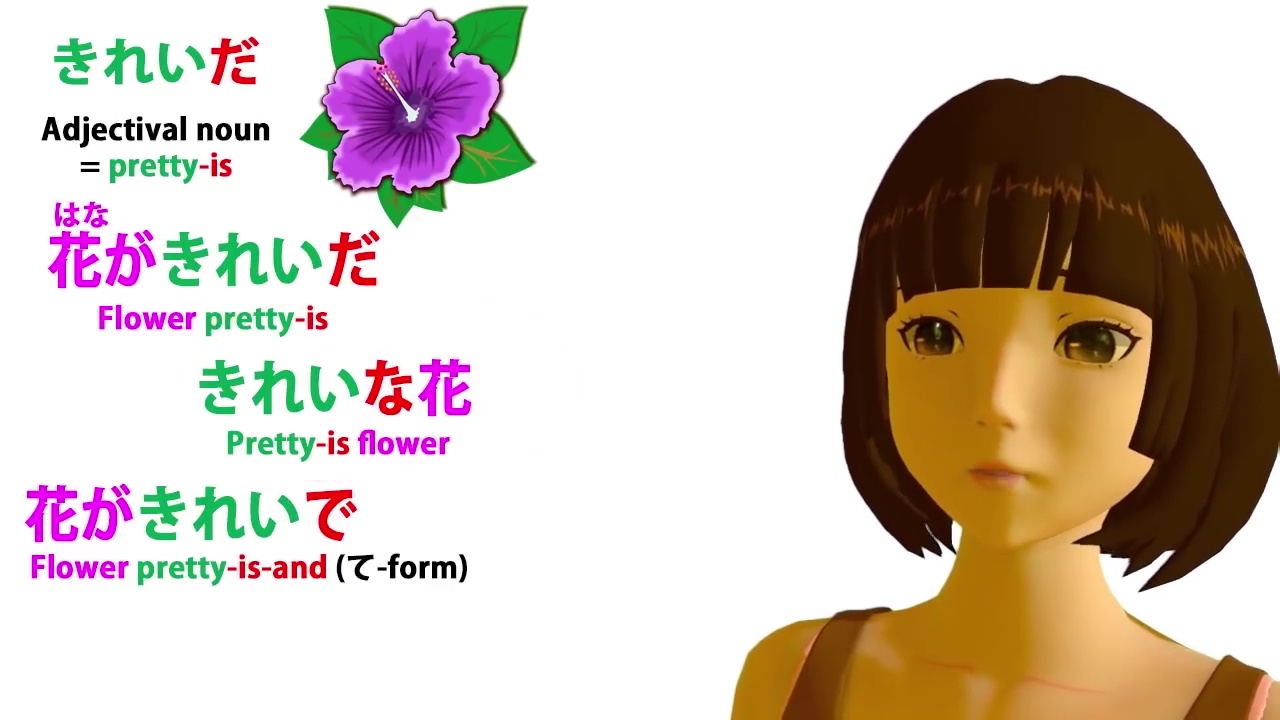 きれいだ
Adjectival noun
= pretty-is
はな
花がきれいだ
Flower pretty-is
きれいな花
Pretty-is flower
花がきれいで
Flower pretty-is-and (て-form)